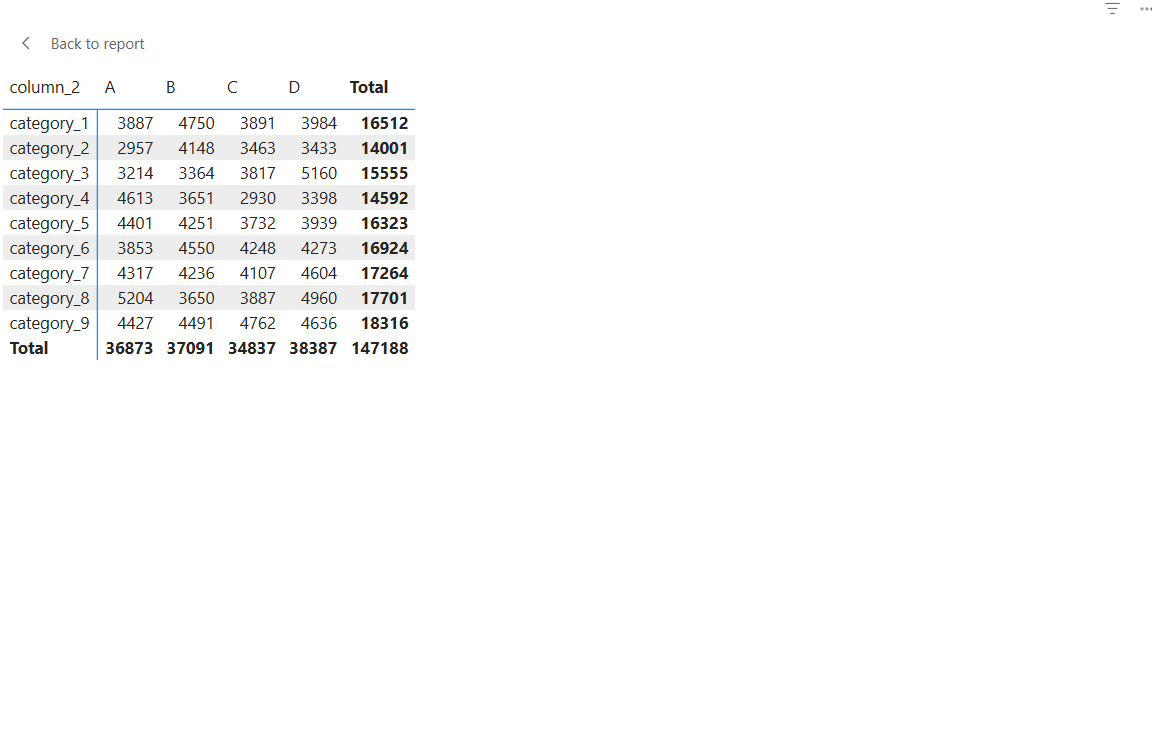 Back to report
column_2 A B C D Total
category_1 3887 4750 3891 3984 16512
category_2 2957 4148 3463 3433 14001
category_3 3214 3364 3817 5160 15555
category_4 4613 3651 2930 3398 14592
category_5 4401 4251 3732 3939 16323
category_6 3853 4550 4248 4273 16924
category_7 4317 4236 4107 4604 17264
category_8 5204 3650 3887 4960 17701
category_9 4427 4491 4762 4636 18316
Total 36873 37091 34837 38387 147188